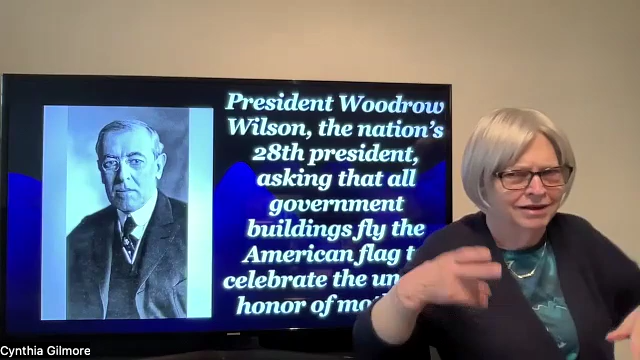 President Woodrow
Wilson, the nation's
28th president,
asking that all
government
buildings fly the
American flag
celebrate the
honor of
Cynthia Gilmore